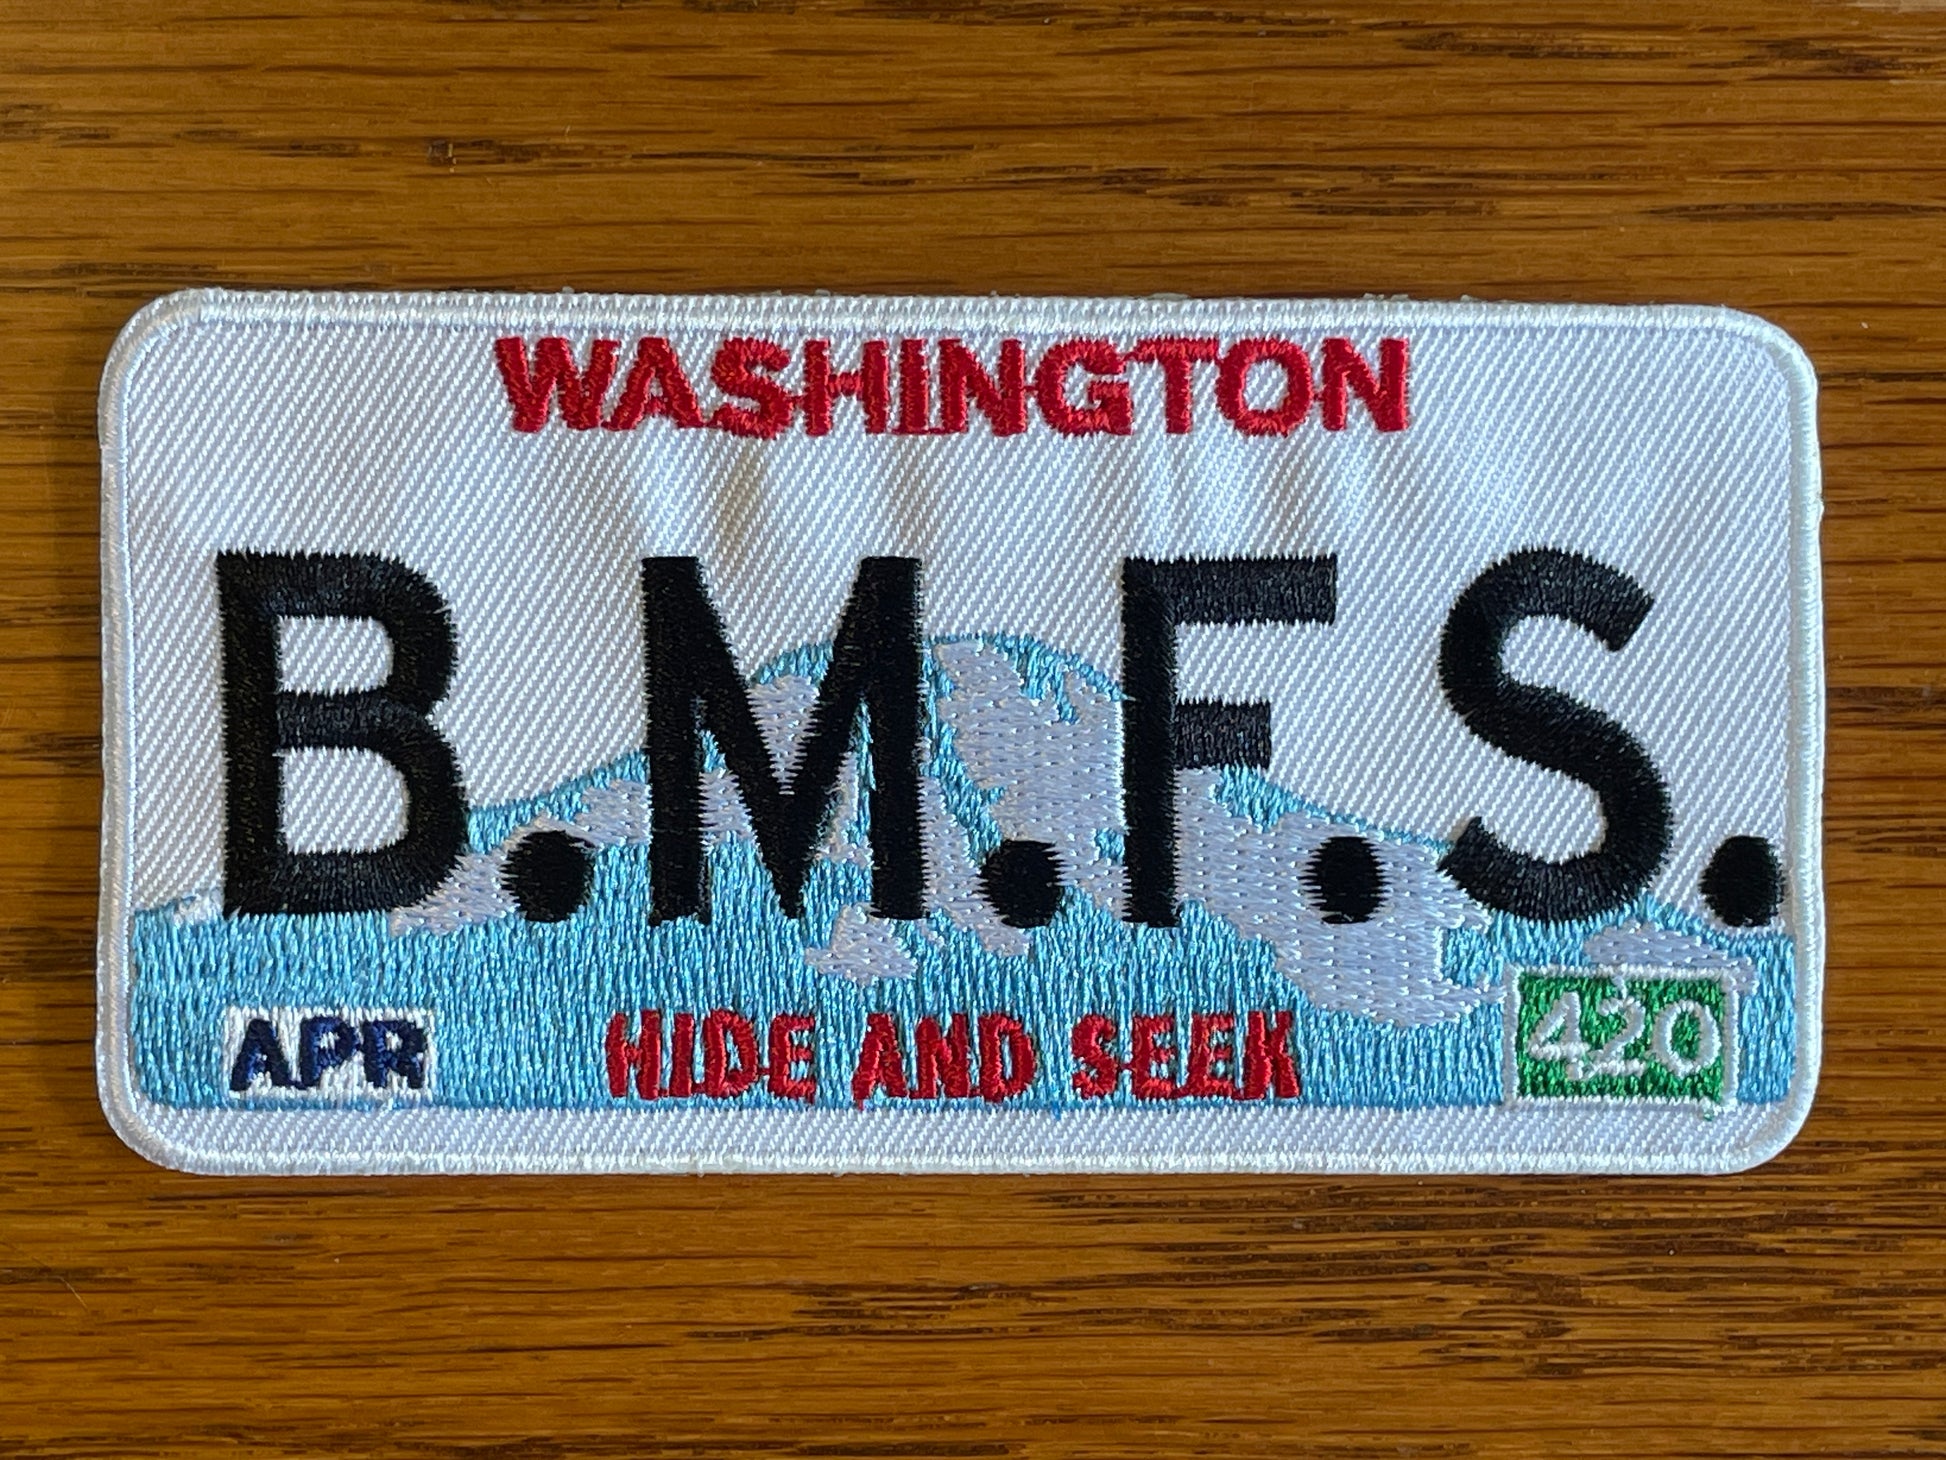 WASHINGTON
B.M.F.S.
APR HIDE AND SEEK 420